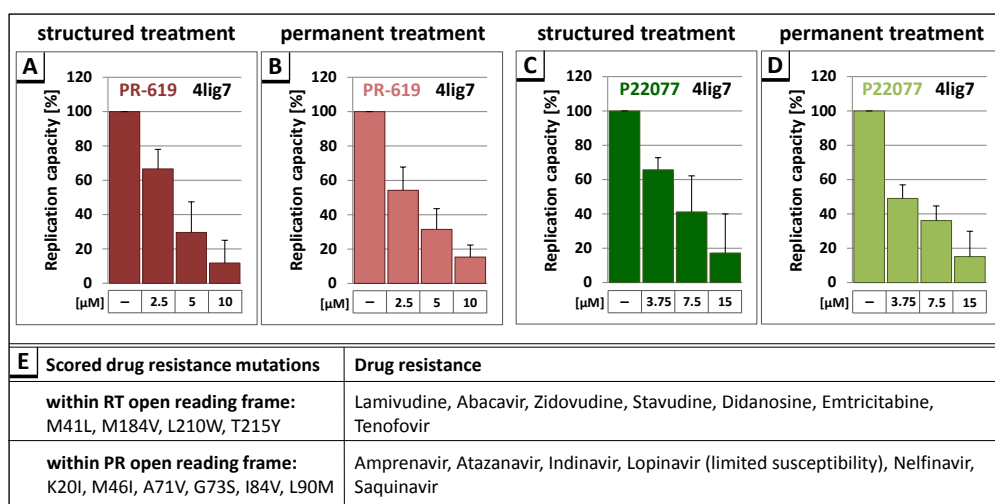 structured treatment
permanent treatment
structured treatment
permanent treatment
A
PR-619 4lig7
Replication capacity [%]
120
100
80
60
40
20
0
[µM] – 2.5 5 10
B
PR-619 4lig7
Replication capacity [%]
120
100
80
60
40
20
0
– 2.5 5 10
C
P22077 4lig7
Replication capacity [%]
120
100
80
60
40
20
0
[µM] – 3.75 7.5 15
D
P22077 4lig7
Replication capacity [%]
120
100
80
60
40
20
0
– 3.75 7.5 15
E Scored drug resistance mutations
Drug resistance
within RT open reading frame:
M41L, M184V, L210W, T215Y
Lamivudine, Abacavir, Zidovudine, Stavudine, Didanosine, Emtricitabine,
Tenofovir
within PR open reading frame:
K20I, M46I, A71V, G73S, I84V, L90M
Amprenavir, Atazanavir, Indinavir, Lopinavir (limited susceptibility), Nelfinavir,
Saquinavir